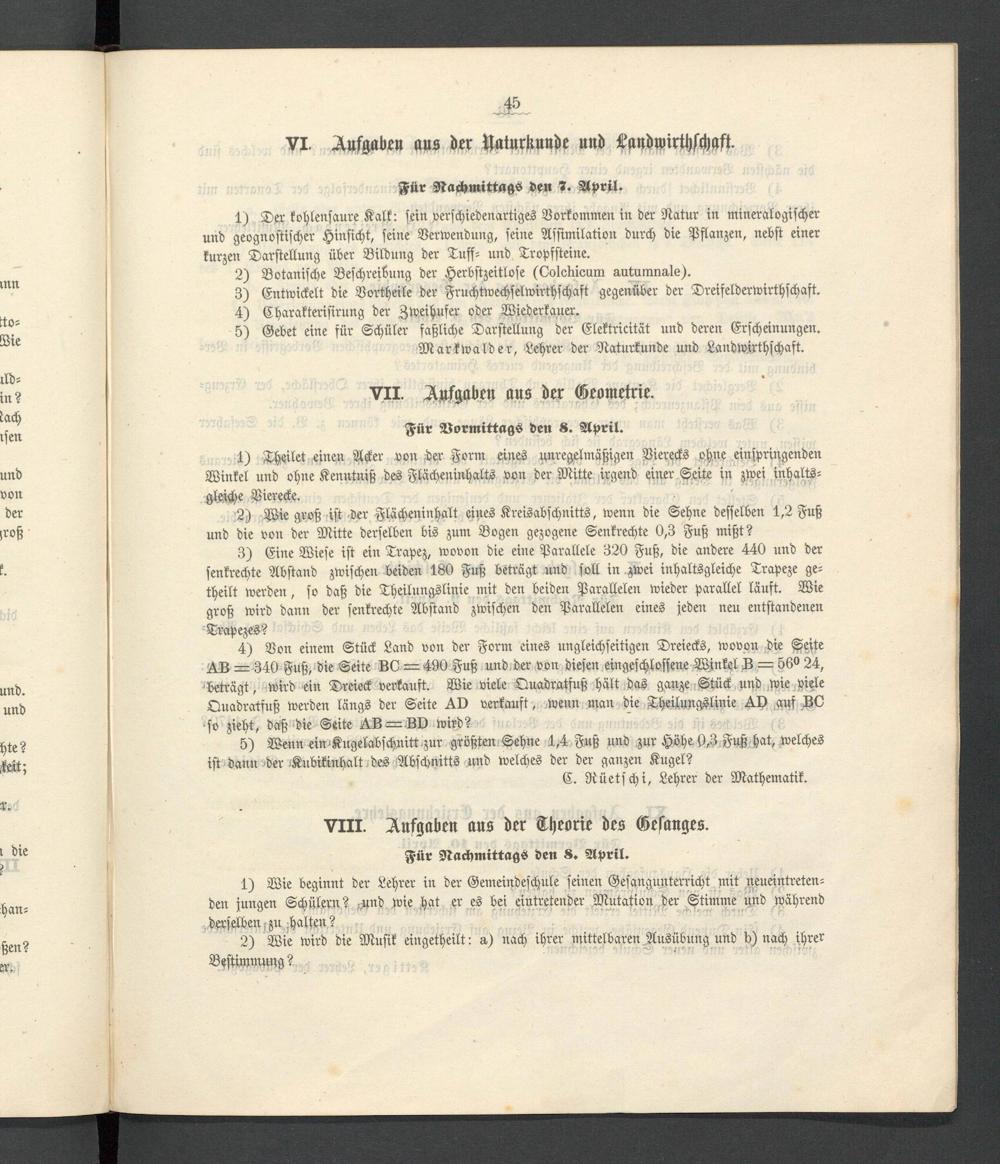 45
VI. Aufgaben aus der Naturkunde und Landwirthschaft.
Für Nachmittags den 7. April.
1) Der kohlensaure Kalk: sein verschiedenartiges Vorkommen in der Natur in mineralogischer
und geognostischer Hinsicht, seine Verwendung, seine Assimilation durch die Pflanzen, nebst einer
kurzen Darstellung über Bildung der Tuff- und Tropfsteine.
2) Botanische Beschreibung der Herbstzeitlose (Colchicum autumnale).
3) Entwickelt die Vortheile der Fruchtwechselwirthschaft gegenüber der Dreifelderwirthschaft.
4) Charakterisirung der Zweihufer oder Wiederkauer.
5) Gebet eine für Schüler faßliche Darstellung der Elektricität und deren Erscheinungen.
Markwalder, Lehrer der Naturkunde und Landwirthschaft.
VII. Aufgaben aus der Geometrie.
Für Vormittags den 8. April.
1) Theilet einen Acker von der Form eines unregelmäßigen Vierecks ohne einspringenden
Winkel und ohne Kenntniß des Flächeninhalts von der Mitte irgend einer Seite in zwei inhalts-
gleiche Vierecke.
2) Wie groß ist der Flächeninhalt eines Kreisabschnitts, wenn die Sehne desselben 1,2 Fuß
und die von der Mitte derselben bis zum Bogen gezogene Senkrechte 0,3 Fuß mißt?
3) Eine Wiese ist ein Trapez, wovon die eine Parallele 320 Fuß, die andere 440 und der
senkrechte Abstand zwischen beiden 180 Fuß beträgt und soll in zwei inhaltsgleiche Trapeze ge-
theilt werden, so daß die Theilungslinie mit den beiden Parallelen wieder parallel läuft. Wie
groß wird dann der senkrechte Abstand zwischen den Parallelen eines jeden neu entstandenen
Trapezes?
4) Von einem Stück Land von der Form eines ungleichseitigen Dreiecks, wovon die Seite
AB = 340 Fuß, die Seite BC = 490 Fuß und der von diesen eingeschlossene Winkel B = 56⁰ 24,
beträgt, wird ein Dreieck verkauft. Wie viele Quadratfuß hält das ganze Stück und wie viele
Quadratfuß werden längs der Seite AD verkauft, wenn man die Theilungslinie AD auf BC
so zieht, daß die Seite AB = BD wird?
5) Wenn ein Kugelabschnitt zur größten Sehne 1,4 Fuß und zur Höhe 0,3 Fuß hat, welches
ist dann der Kubikinhalt des Abschnitts und welches der der ganzen Kugel?
C. Rüetschi, Lehrer der Mathematik.
VIII. Aufgaben aus der Theorie des Gesanges.
Für Nachmittags den 8. April.
1) Wie beginnt der Lehrer in der Gemeindeschule seinen Gesangunterricht mit neueintreten-
den jungen Schülern? und wie hat er es bei eintretender Mutation der Stimme und während
derselben zu halten?
2) Wie wird die Musik eingetheilt: a) nach ihrer mittelbaren Ausübung und b) nach ihrer
Bestimmung?